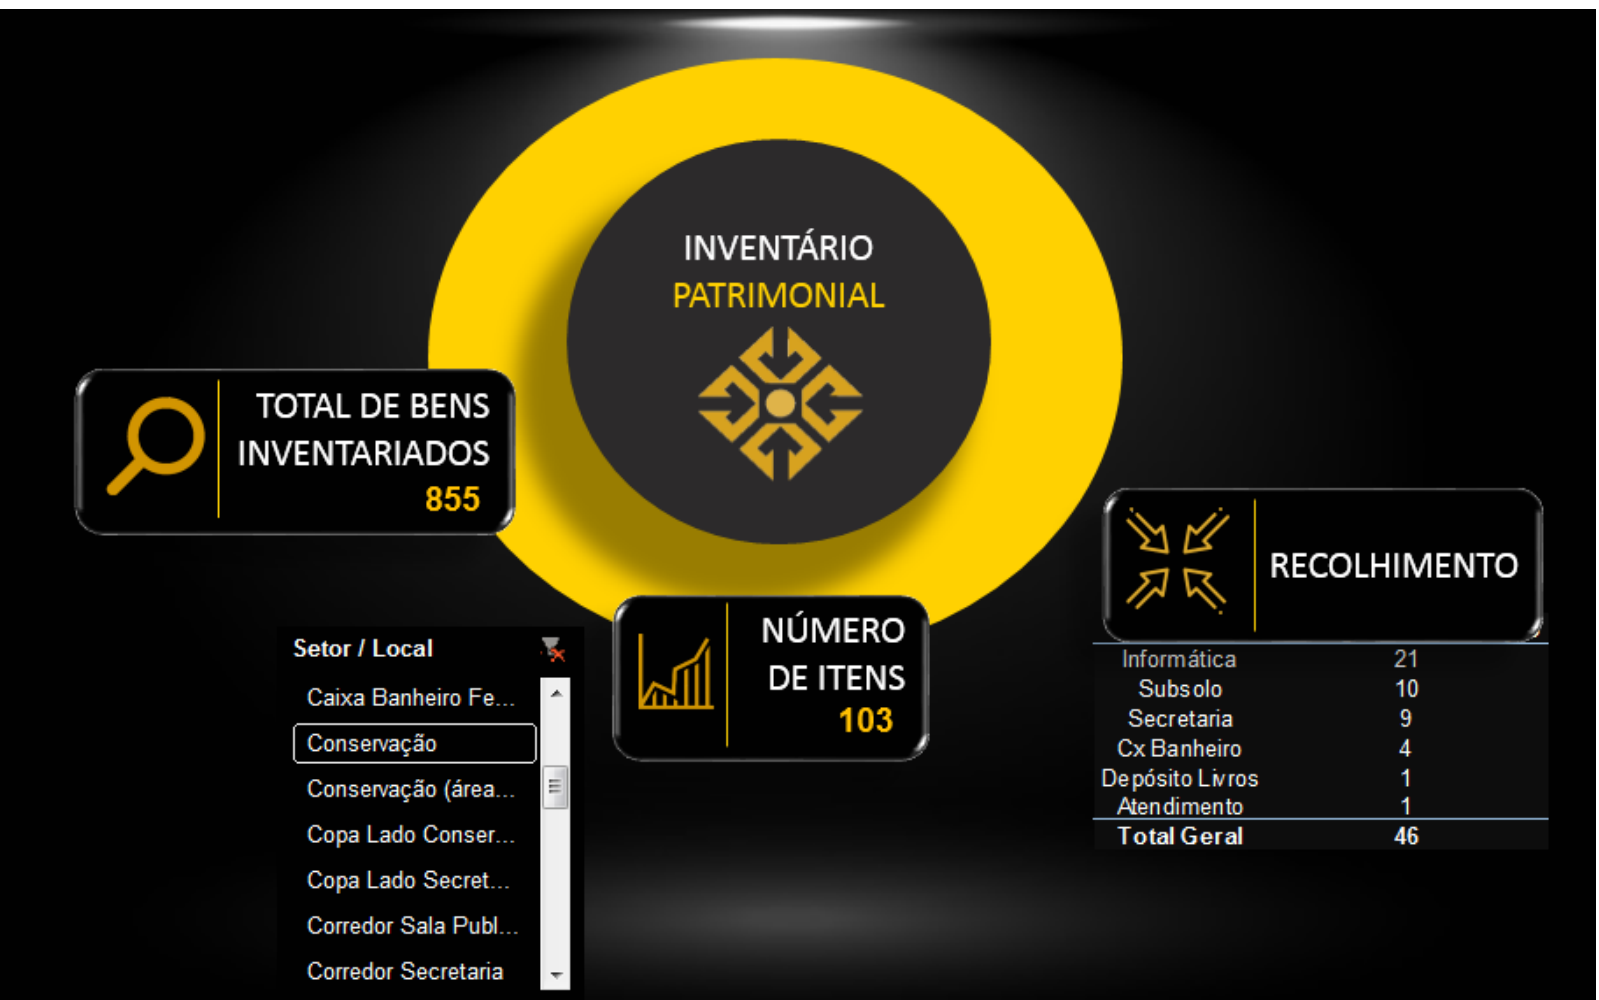 INVENTÁRIO
PATRIMONIAL
TOTAL DE BENS
INVENTARIADOS
855
NÚMERO
DE ITENS
103
RECOLHIMENTO
Informática 21
Subsolo 10
Secretaria 9
Cx Banheiro 4
Depósito Livros 1
Atendimento 1
Total Geral 46
Setor / Local
Caixa Banheiro Fe...
Conservação
Conservação (área...
Copa Lado Conser...
Copa Lado Secret...
Corredor Sala Publ...
Corredor Secretaria